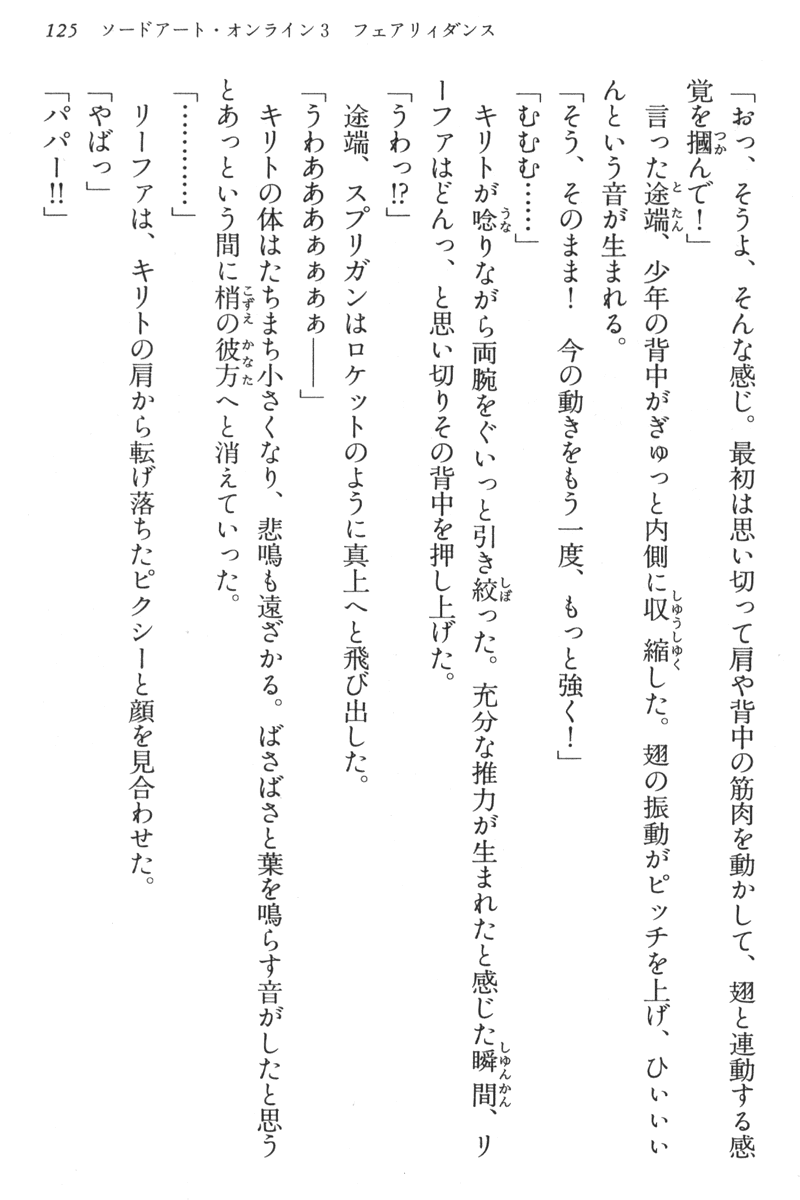 125 ソードアート・オンライン3 フェアリィダンス
「おっ、そうよ、そんな感じ。最初は思い切って肩や背中の筋肉を動かして、翅と連動する感
覚を摑んで！」
言った途端、少年の背中がぎゅっと内側に収縮した。翅の振動がピッチを上げ、ひぃぃぃ
んという音が生まれる。
「そう、そのまま！ 今の動きをもう一度、もっと強く！」
「むむむ……」
キリトが唸りながら両腕をぐいっと引き絞った。充分な推力が生まれたと感じた瞬間、リ
ーファはどんっ、と思い切りその背中を押し上げた。
「うわっ!?」
途端、スプリガンはロケットのように真上へと飛び出した。
「うわあああぁぁぁぁ――」
キリトの体はたちまち小さくなり、悲鳴も遠ざかる。ばさばさと葉を鳴らす音がしたと思う
とあっという間に梢の彼方へと消えていった。
「…………」
リーファは、キリトの肩から転げ落ちたピクシーと顔を見合わせた。
「やばっ」
「パパー!!」